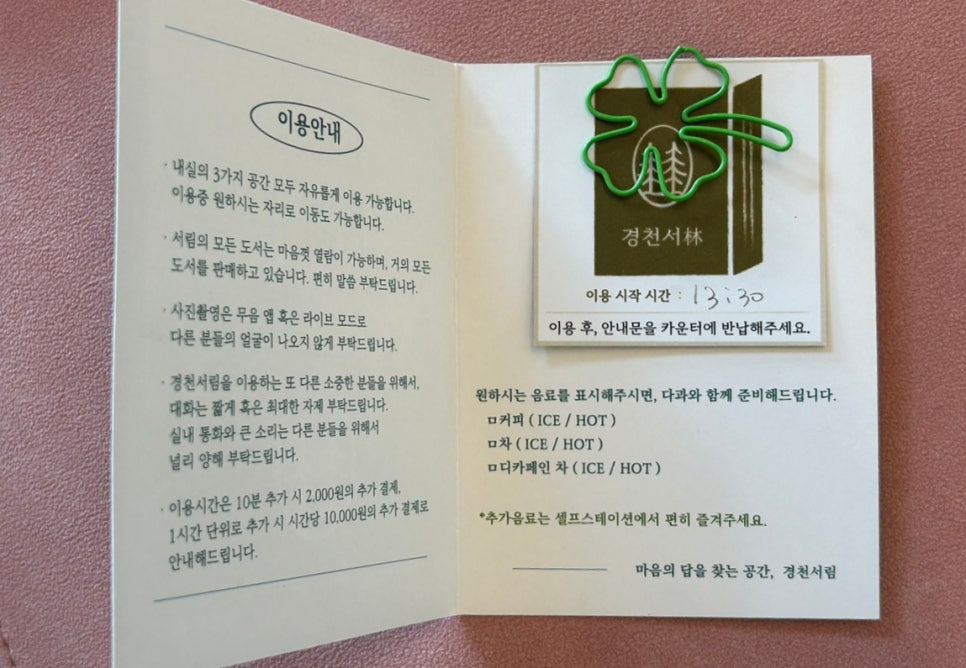 이용안내
· 내실의 3가지 공간 모두 자유롭게 이용 가능합니다.
이용중 원하시는 자리로 이동도 가능합니다.
· 서림의 모든 도서는 마음껏 열람이 가능하며, 거의 모든
도서를 판매하고 있습니다. 편히 말씀 부탁드립니다.
· 사진촬영은 무음 앱 혹은 라이브 모드로
다른 분들의 얼굴이 나오지 않게 부탁드립니다.
· 경천서림을 이용하는 또 다른 소중한 분들을 위해서,
대화는 짧게 혹은 최대한 자제 부탁드립니다.
실내 통화와 큰 소리는 다른 분들을 위해서
널리 양해 부탁드립니다.
· 이용시간은 10분 추가 시 2,000원의 추가 결제,
1시간 단위로 추가 시 시간당 10,000원의 추가 결제로
안내해드립니다.
경천서林
이용 시작 시간 : 13:30
이용 후, 안내문을 카운터에 반납해주세요.
원하시는 음료를 표시해주시면, 다과와 함께 준비해드립니다.
ㅁ커피 ( ICE / HOT )
ㅁ차 ( ICE / HOT )
ㅁ디카페인 차 ( ICE / HOT )
*추가음료는 셀프스테이션에서 편히 즐겨주세요.
마음의 답을 찾는 공간, 경천서림